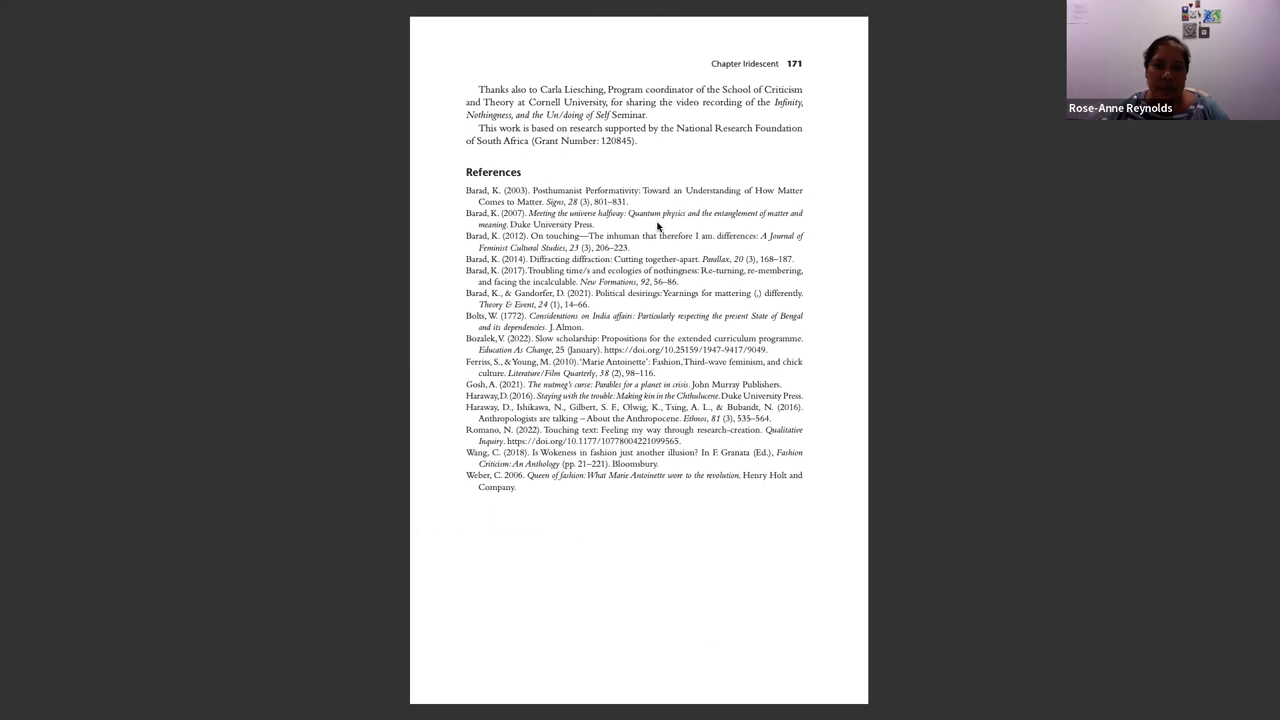 Chapter Iridescent 171
Thanks also to Carla Liesching, Program coordinator of the School of Criticism
and Theory at Cornell University, for sharing the video recording of the Infinity,
Nothingness, and the Un/doing of Self Seminar.
This work is based on research supported by the National Research Foundation
of South Africa (Grant Number: 120845).
References
Barad, K. (2003). Posthumanist Performativity: Toward an Understanding of How Matter
Comes to Matter. Signs, 28 (3), 801–831.
Barad, K. (2007). Meeting the universe halfway: Quantum physics and the entanglement of matter and
meaning. Duke University Press.
Barad, K. (2012). On touching—The inhuman that therefore I am. differences: A Journal of
Feminist Cultural Studies, 23 (3), 206–223.
Barad, K. (2014). Diffracting diffraction: Cutting together-apart. Parallax, 20 (3), 168–187.
Barad, K. (2017). Troubling time/s and ecologies of nothingness: Re-turning, re-membering,
and facing the incalculable. New Formations, 92, 56–86.
Barad, K., & Gandorfer, D. (2021). Political desirings: Yearnings for mattering (,) differently.
Theory & Event, 24 (1), 14–66.
Bolts, W. (1772). Considerations on India affairs: Particularly respecting the present State of Bengal
and its dependencies. J. Almon.
Bozalek, V. (2022). Slow scholarship: Propositions for the extended curriculum programme.
Education As Change, 25 (January). https://doi.org/10.25159/1947-9417/9049.
Ferriss, S., & Young, M. (2010). ‘Marie Antoinette’: Fashion, Third-wave feminism, and chick
culture. Literature/Film Quarterly, 38 (2), 98–116.
Gosh, A. (2021). The nutmeg's curse: Parables for a planet in crisis. John Murray Publishers.
Haraway, D. (2016). Staying with the trouble: Making kin in the Chthulucene. Duke University Press.
Haraway, D., Ishikawa, N., Gilbert, S. F., Olwig, K., Tsing, A. L., & Bubandt, N. (2016).
Anthropologists are talking – About the Anthropocene. Ethnos, 81 (3), 535–564.
Romano, N. (2022). Touching text: Feeling my way through research-creation. Qualitative
Inquiry. https://doi.org/10.1177/10778004221099565.
Wang, C. (2018). Is Wokeness in fashion just another illusion? In F. Granata (Ed.), Fashion
Criticism: An Anthology (pp. 21–221). Bloomsbury.
Weber, C. 2006. Queen of fashion: What Marie Antoinette wore to the revolution. Henry Holt and
Company.
Rose-Anne Reynolds